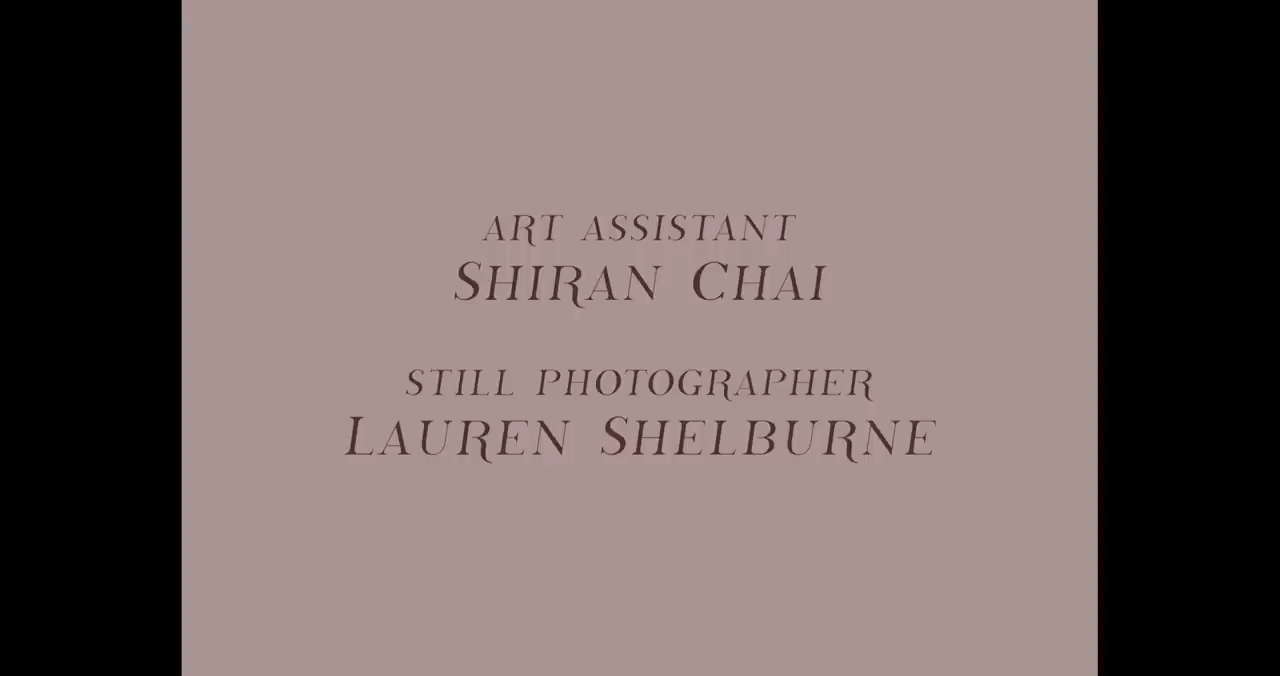 ART ASSISTANT
SHIRAN CHAI
STILL PHOTOGRAPHER
LAUREN SHELBURNE